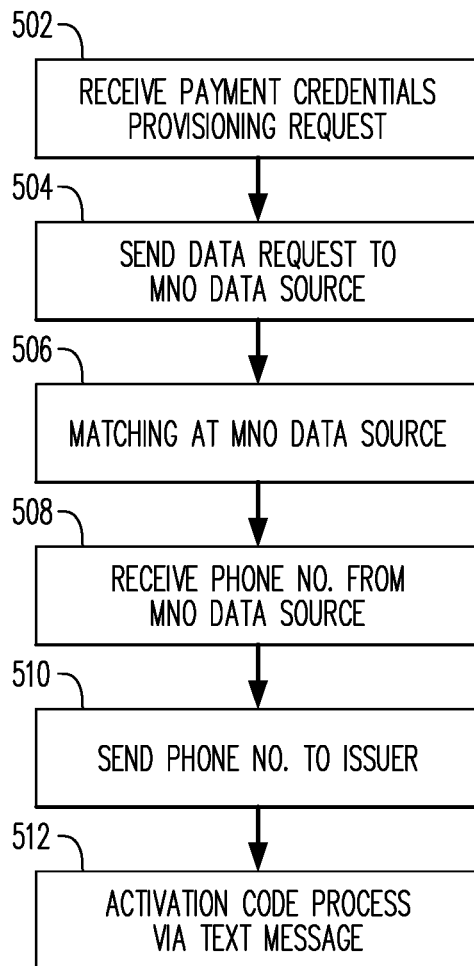 502
RECEIVE PAYMENT CREDENTIALS
PROVISIONING REQUEST
504
SEND DATA REQUEST TO
MNO DATA SOURCE
506
MATCHING AT MNO DATA SOURCE
508
RECEIVE PHONE NO. FROM
MNO DATA SOURCE
510
SEND PHONE NO. TO ISSUER
512
ACTIVATION CODE PROCESS
VIA TEXT MESSAGE